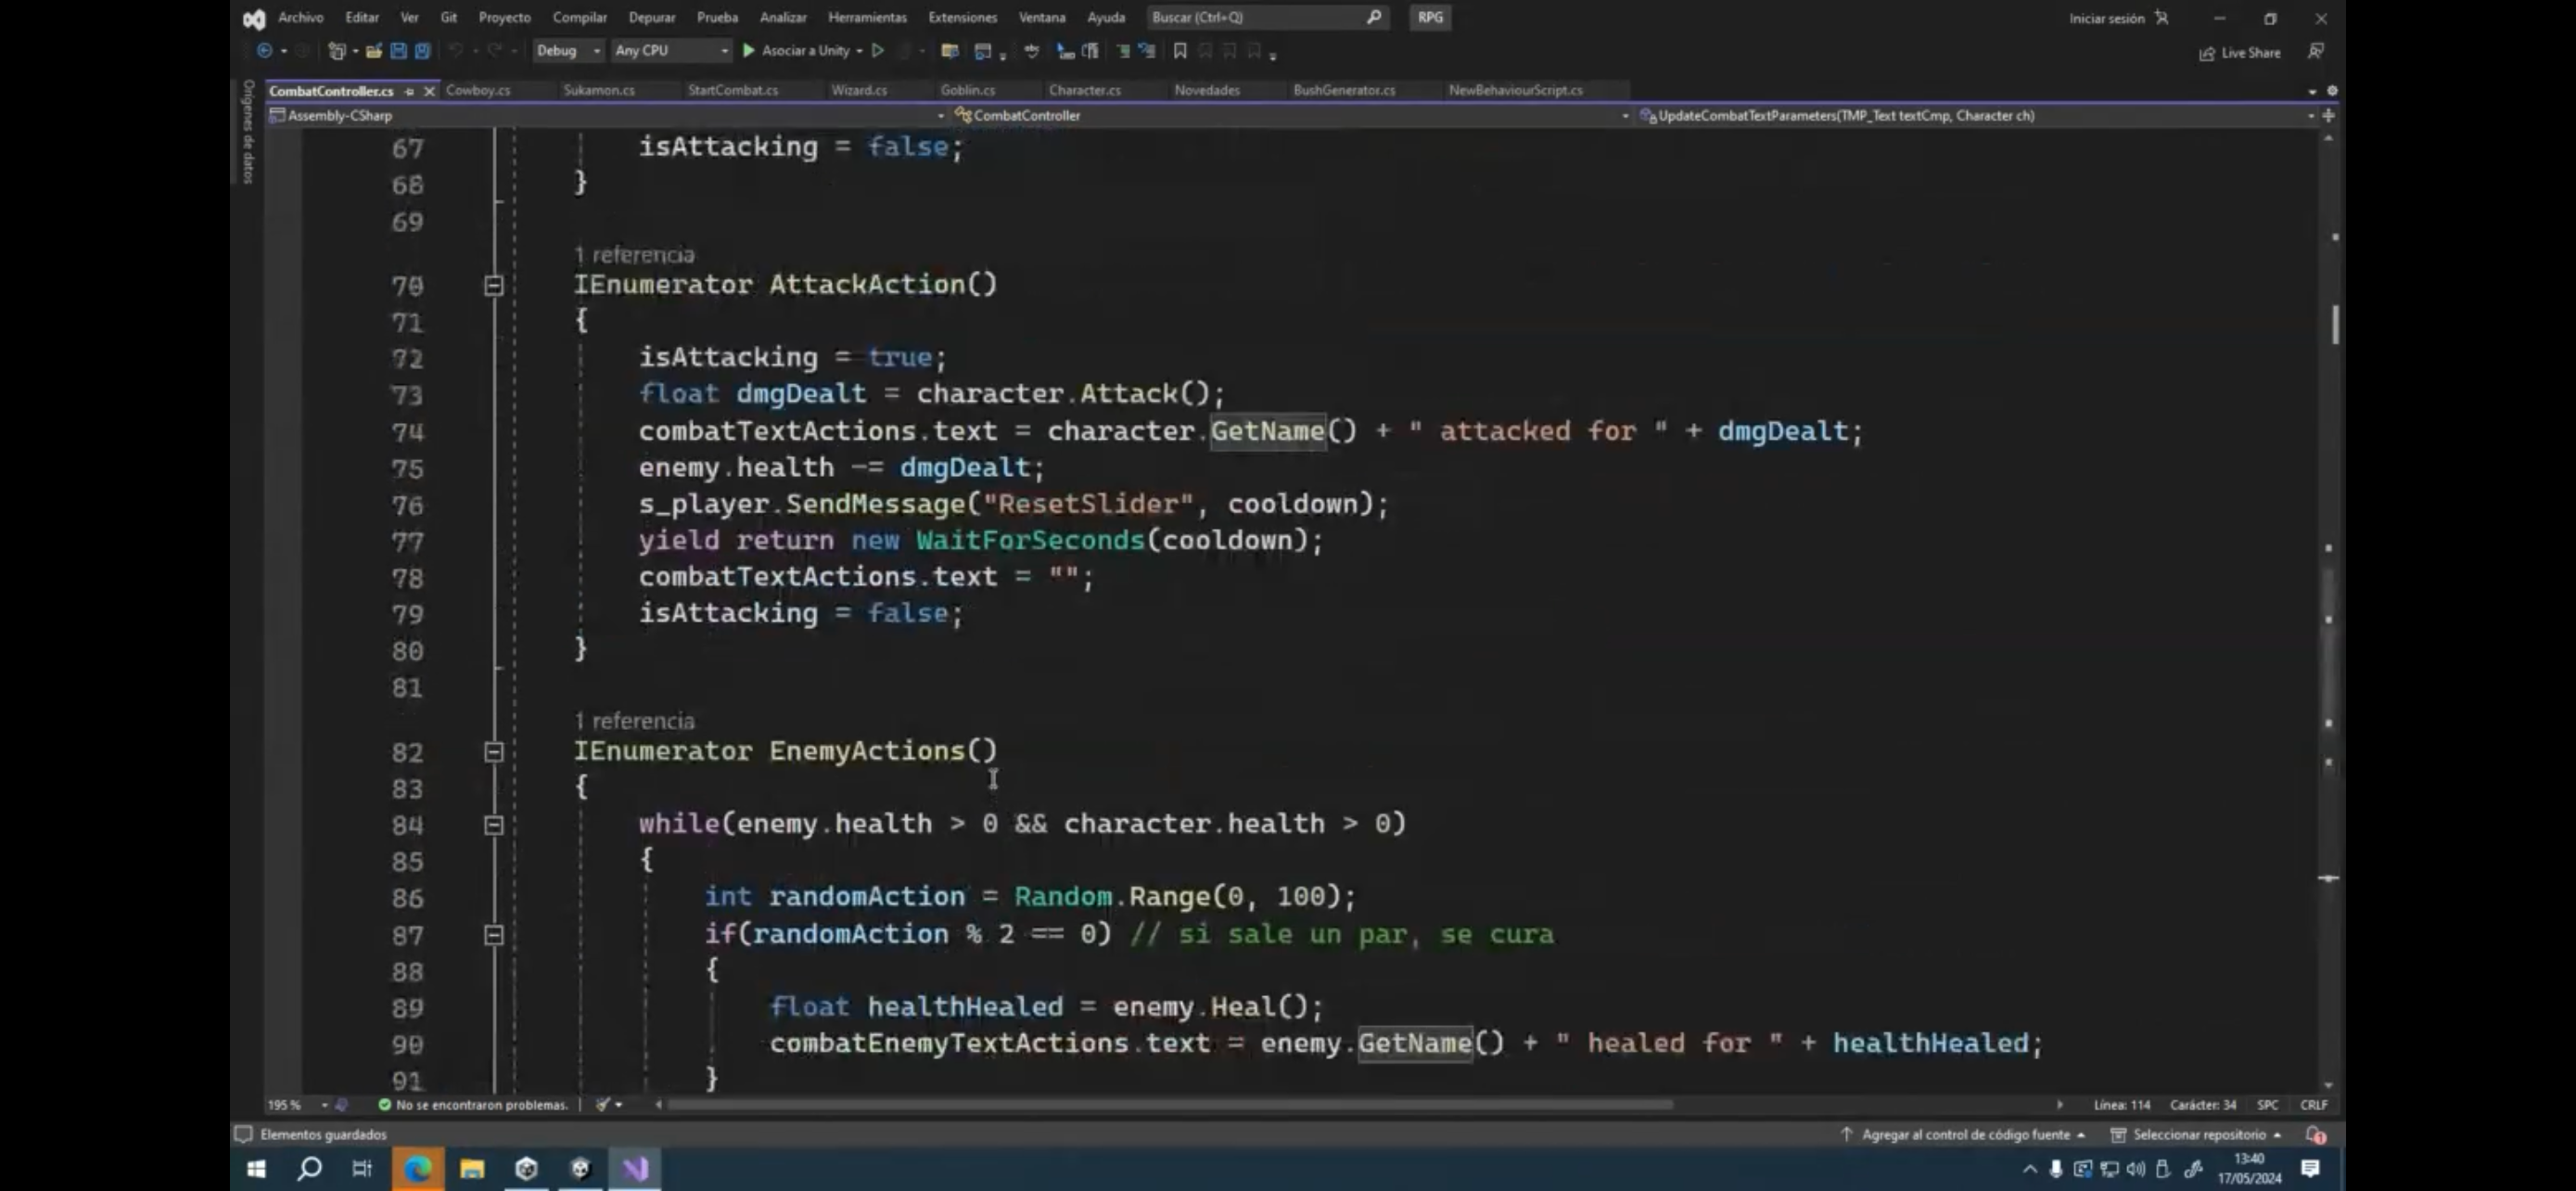 Archivo Editar Ver Git Proyecto Compilar Depurar Prueba Analizar Herramientas Extensiones Ventana Ayuda Buscar (Ctrl+Q) RPG Iniciar sesión
Debug Any CPU Asociar a Unity Live Share
Orígenes de datos
CombatController.cs Cowboy.cs Sukamon.cs StartCombat.cs Wizard.cs Goblin.cs Character.cs Novedades BushGenerator.cs NewBehaviourScript.cs
Assembly-CSharp CombatController UpdateCombatTextParameters(TMP_Text textCmp, Character ch)
67 isAttacking = false;
68 }
69
1 referencia
70 IEnumerator AttackAction()
71 {
72 isAttacking = true;
73 float dmgDealt = character.Attack();
74 combatTextActions.text = character.GetName() + " attacked for " + dmgDealt;
75 enemy.health -= dmgDealt;
76 s_player.SendMessage("ResetSlider", cooldown);
77 yield return new WaitForSeconds(cooldown);
78 combatTextActions.text = "";
79 isAttacking = false;
80 }
81
1 referencia
82 IEnumerator EnemyActions()
83 {
84 while(enemy.health > 0 && character.health > 0)
85 {
86 int randomAction = Random.Range(0, 100);
87 if(randomAction % 2 == 0) // si sale un par, se cura
88 {
89 float healthHealed = enemy.Heal();
90 combatEnemyTextActions.text = enemy.GetName() + " healed for " + healthHealed;
91 }
195 % No se encontraron problemas. Línea: 114 Carácter: 34 SPC CRLF
Elementos guardados Agregar al control de código fuente Seleccionar repositorio 1
13:40
17/05/2024